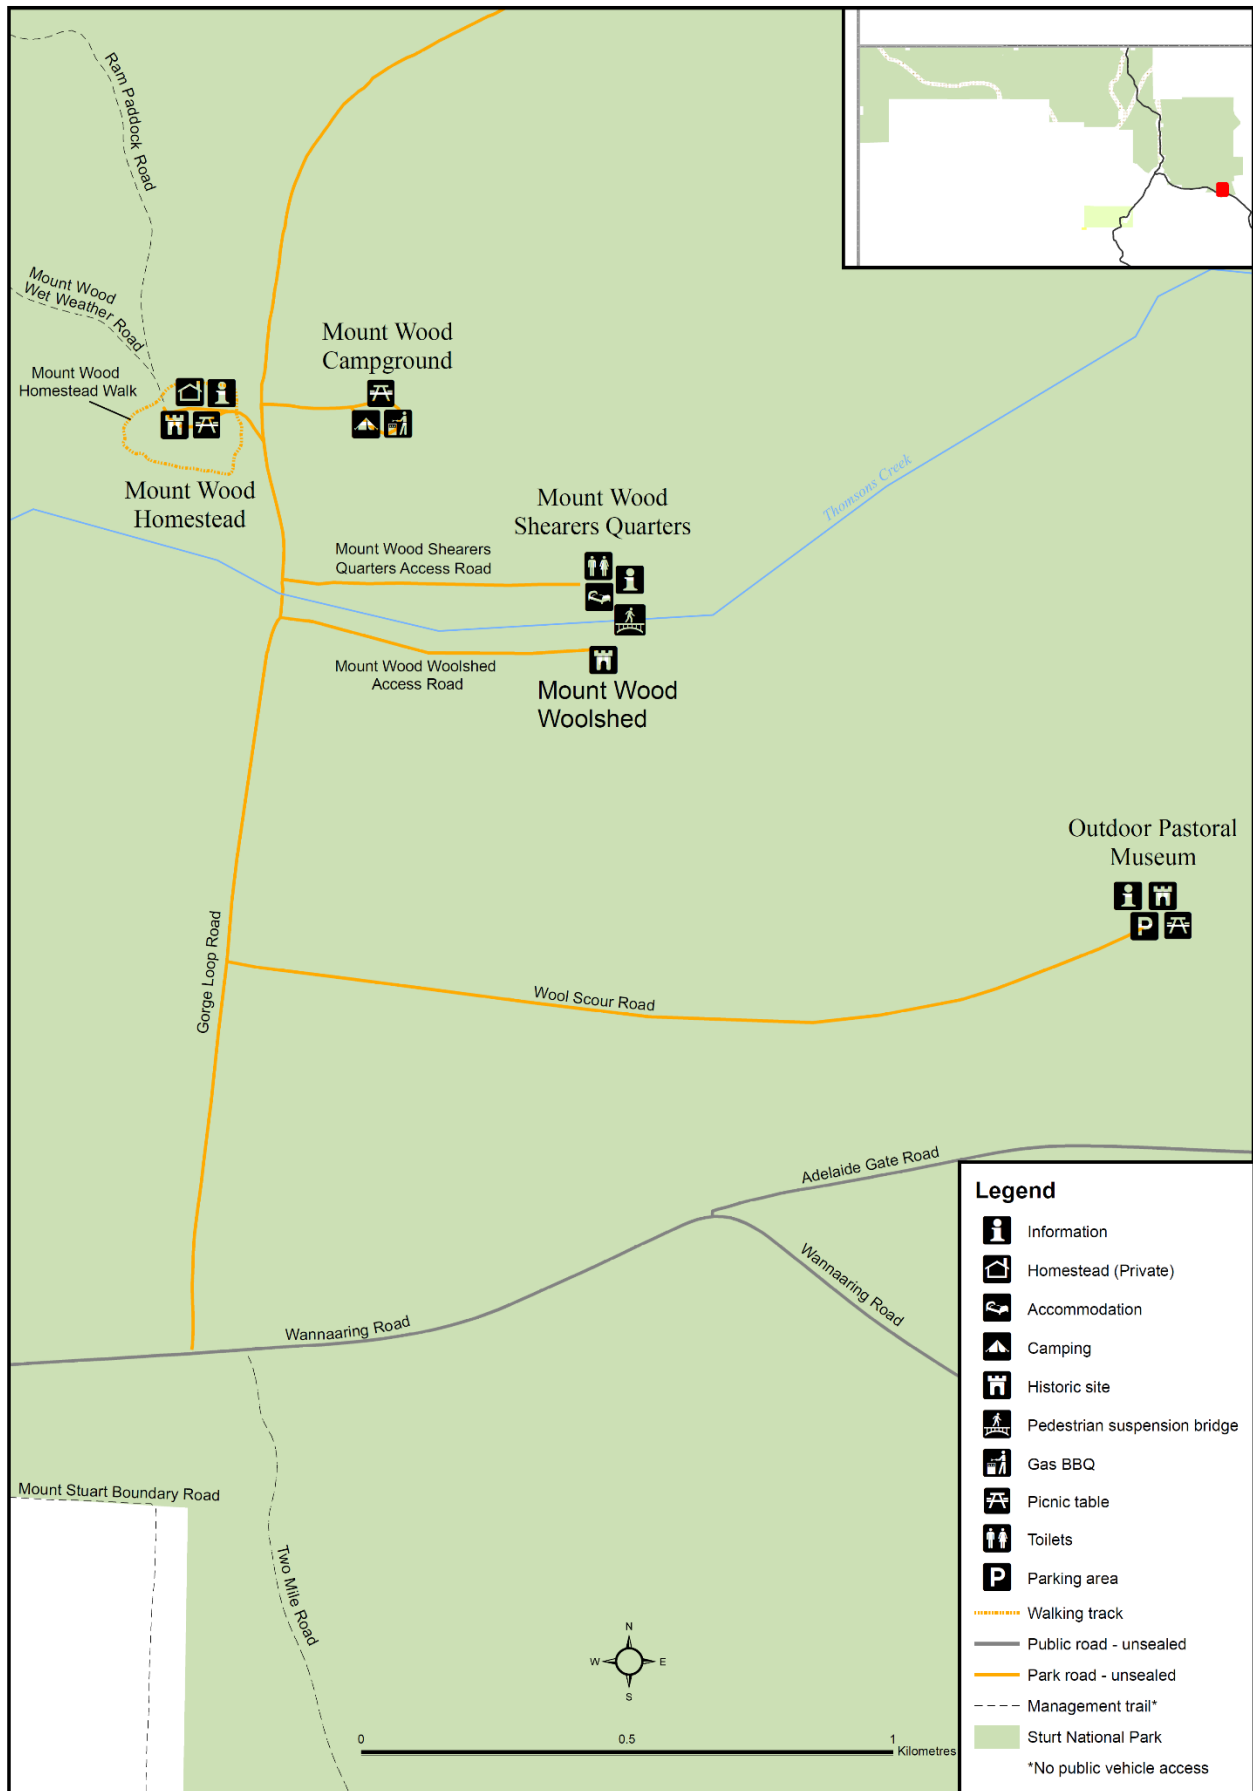 Ram Paddock Road
Mount Wood
Wet Weather Road
Mount Wood
Homestead Walk
Mount Wood
Campground
Mount Wood
Homestead
Mount Wood
Shearers Quarters
Thomsons Creek
Mount Wood Shearers
Quarters Access Road
Mount Wood Woolshed
Access Road
Mount Wood
Woolshed
Outdoor Pastoral
Museum
Gorge Loop Road
Wool Scour Road
Adelaide Gate Road
Wannaaring Road
Wannaaring Road
Mount Stuart Boundary Road
Two Mile Road
N
W
E
S
0
0.5
1
Kilometres
Legend
Information
Homestead (Private)
Accommodation
Camping
Historic site
Pedestrian suspension bridge
Gas BBQ
Picnic table
Toilets
P
Parking area
Walking track
Public road - unsealed
Park road - unsealed
Management trail*
Sturt National Park
*No public vehicle access
P